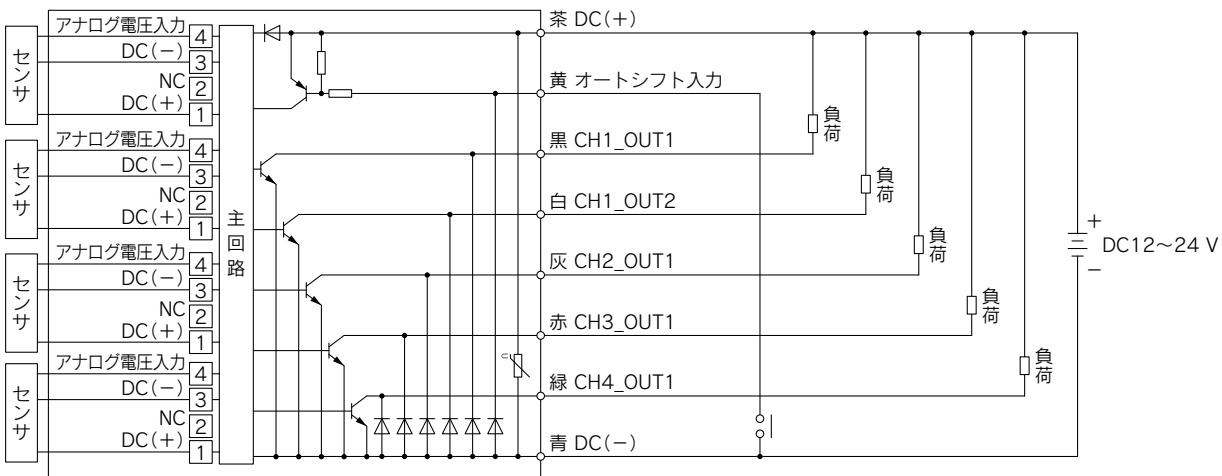 センサ
アナログ電圧入力 4
DC(−) 3
NC 2
DC(+) 1
センサ
アナログ電圧入力 4
DC(−) 3
NC 2
DC(+) 1
センサ
アナログ電圧入力 4
DC(−) 3
NC 2
DC(+) 1
センサ
アナログ電圧入力 4
DC(−) 3
NC 2
DC(+) 1
主回路
茶 DC(+)
黄 オートシフト入力
黒 CH1_OUT1
白 CH1_OUT2
灰 CH2_OUT1
赤 CH3_OUT1
緑 CH4_OUT1
青 DC(−)
負荷
負荷
負荷
負荷
負荷
+
DC12～24 V
−